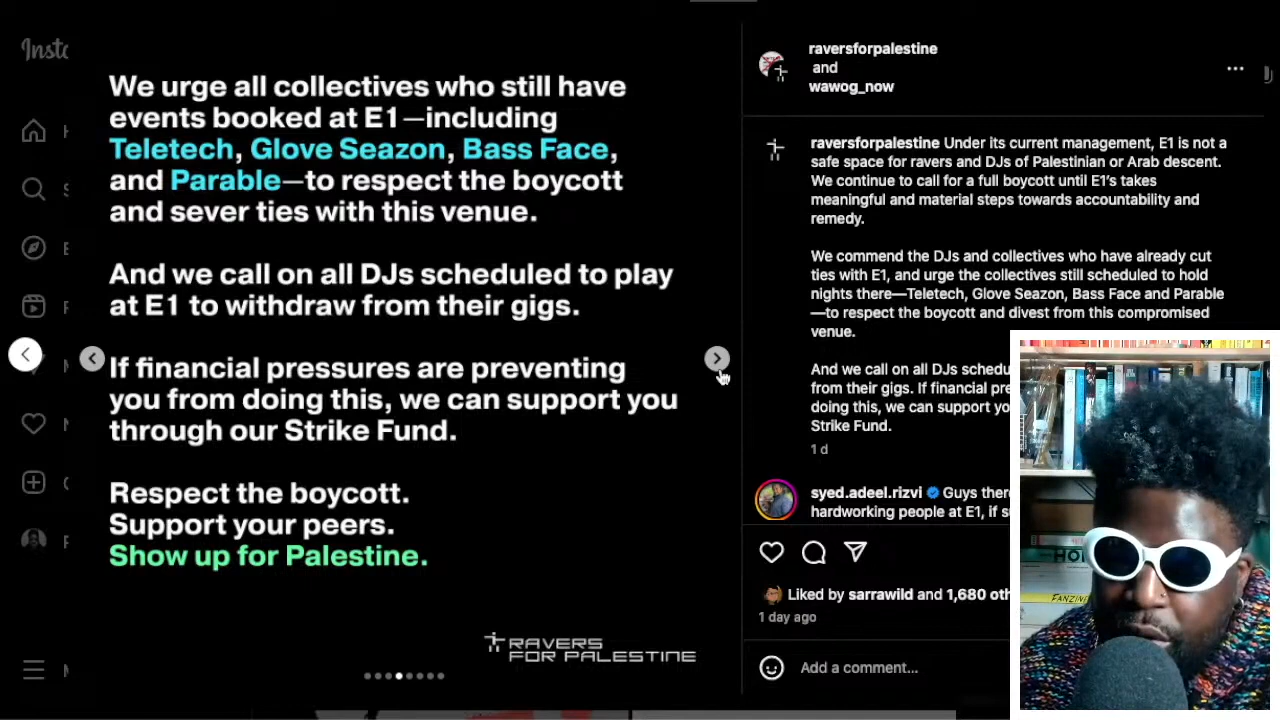 Insta
We urge all collectives who still have
events booked at E1—including
Teletech, Glove Seazon, Bass Face,
and Parable—to respect the boycott
and sever ties with this venue.
And we call on all DJs scheduled to play
at E1 to withdraw from their gigs.
If financial pressures are preventing
you from doing this, we can support you
through our Strike Fund.
Respect the boycott.
Support your peers.
Show up for Palestine.
RAVERS
FOR PALESTINE
raversforpalestine
and
wawog_now
raversforpalestine Under its current management, E1 is not a
safe space for ravers and DJs of Palestinian or Arab descent.
We continue to call for a full boycott until E1's takes
meaningful and material steps towards accountability and
remedy.
We commend the DJs and collectives who have already cut
ties with E1, and urge the collectives still scheduled to hold
nights there—Teletech, Glove Seazon, Bass Face and Parable
—to respect the boycott and divest from this compromised
venue.
And we call on all DJs schedu
from their gigs. If financial pre
doing this, we can support yo
Strike Fund.
1 d
syed.adeel.rizvi Guys ther
hardworking people at E1, if s
Liked by sarrawild and 1,680 oth
1 day ago
Add a comment...
FANZINE